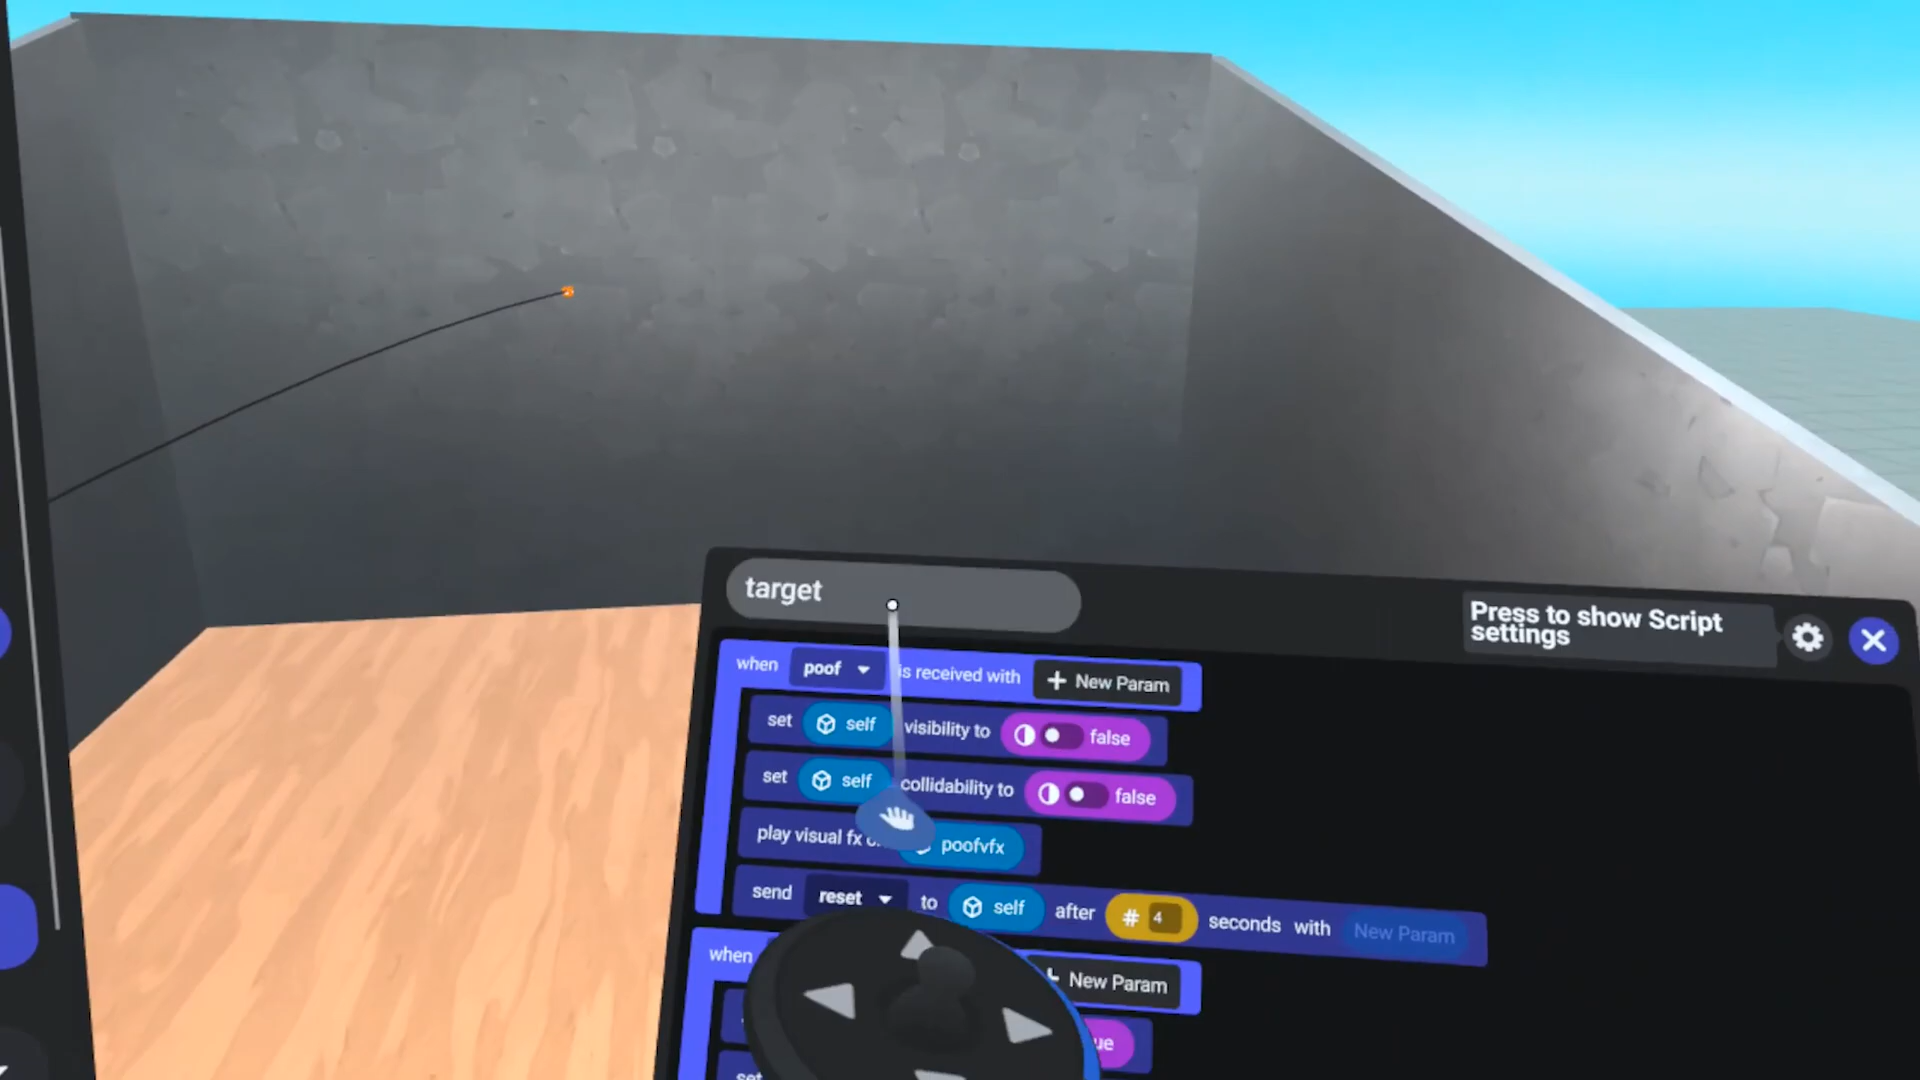 target
Press to show Script
settings
when poof is received with + New Param
set self visibility to false
set self collidability to false
play visual fx poofvfx
send reset to self after # 4 seconds with New Param
when New Param
set